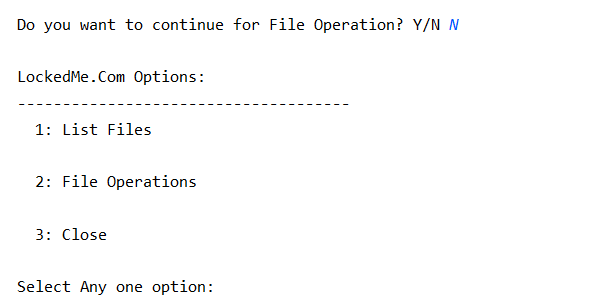 Do you want to continue for File Operation? Y/N N
LockedMe.Com Options:
-------------------------------------
1: List Files
2: File Operations
3: Close
Select Any one option: